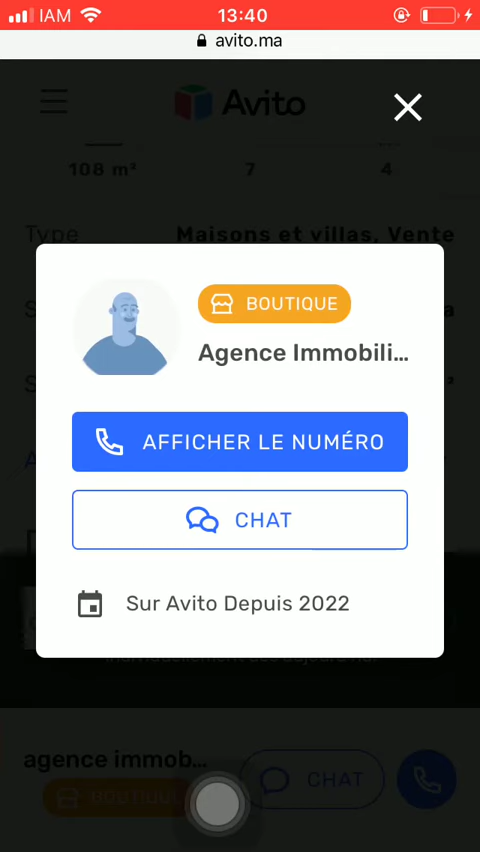 IAM
13:40
avito.ma
Avito
108 m²
7
4
Type
Maisons et villas, Vente
BOUTIQUE
Agence Immobili...
AFFICHER LE NUMÉRO
CHAT
Sur Avito Depuis 2022
agence immob...
CHAT
BOUTIQU